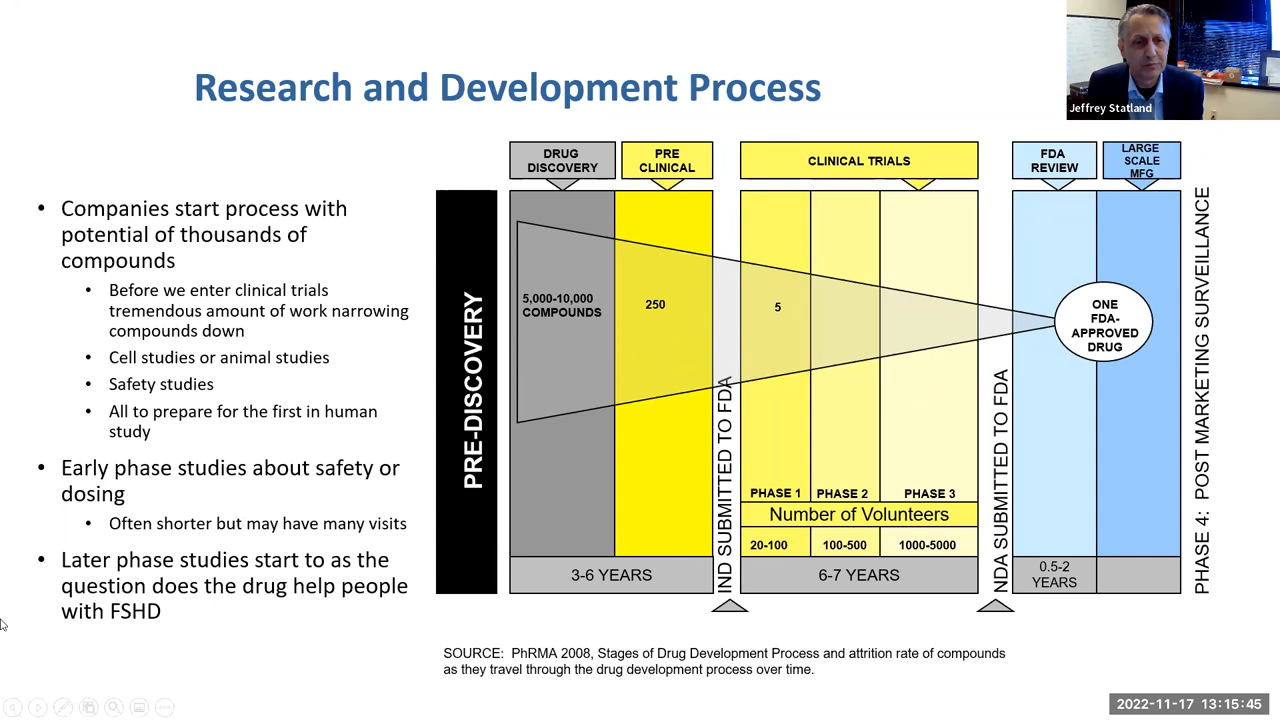 Research and Development Process
Jeffrey Statland
• Companies start process with
potential of thousands of
compounds
• Before we enter clinical trials
tremendous amount of work narrowing
compounds down
• Cell studies or animal studies
• Safety studies
• All to prepare for the first in human
study
• Early phase studies about safety or
dosing
• Often shorter but may have many visits
• Later phase studies start to as the
question does the drug help people
with FSHD
PRE-DISCOVERY
DRUG
DISCOVERY
PRE
CLINICAL
CLINICAL TRIALS
FDA
REVIEW
LARGE
SCALE
MFG
5,000-10,000
COMPOUNDS
250
5
ONE
FDA-
APPROVED
DRUG
IND SUBMITTED TO FDA
NDA SUBMITTED TO FDA
PHASE 4: POST MARKETING SURVEILLANCE
PHASE 1
PHASE 2
PHASE 3
Number of Volunteers
20-100
100-500
1000-5000
3-6 YEARS
6-7 YEARS
0.5-2
YEARS
SOURCE: PhRMA 2008, Stages of Drug Development Process and attrition rate of compounds
as they travel through the drug development process over time.
2022-11-17 13:15:45